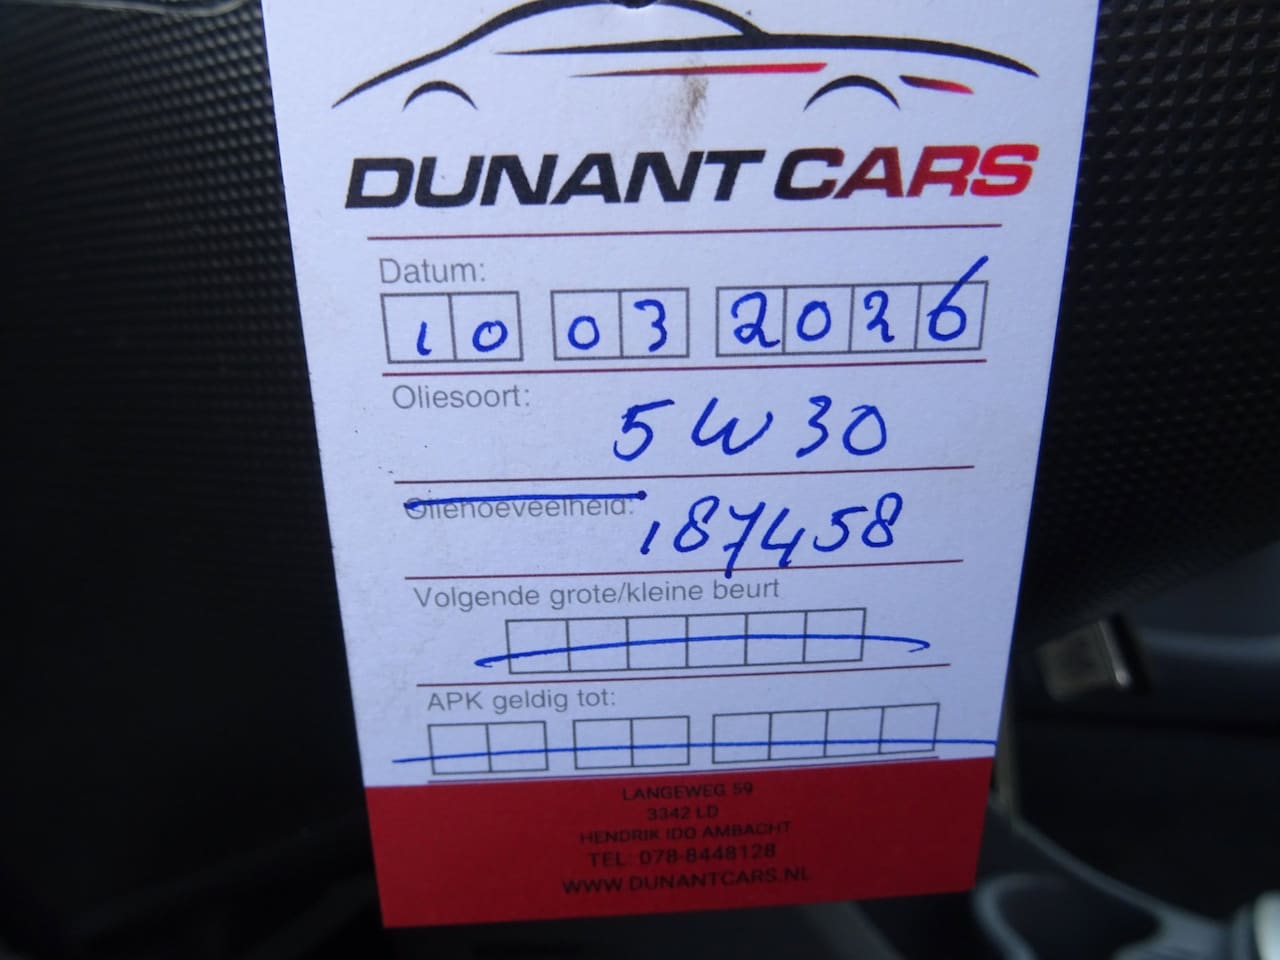 DUNANT CARS
Datum:
10 03 2026
Oliesoort:
5W30
Oliehoeveelheid:
187458
Volgende grote/kleine beurt
APK geldig tot:
LANGEWEG 59
3342 LD
HENDRIK IDO AMBACHT
TEL: 078-8448128
WWW.DUNANTCARS.NL